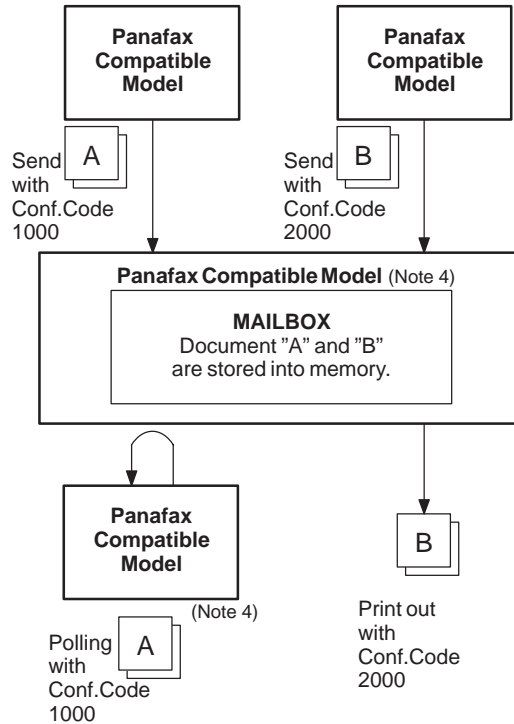 Panafax
Compatible
Model
Panafax
Compatible
Model
A
Send
with
Conf.Code
1000
B
Send
with
Conf.Code
2000
Panafax Compatible Model (Note 4)
MAILBOX
Document ”A” and ”B”
are stored into memory.
Panafax
Compatible
Model
(Note 4)
Polling
with
Conf.Code
1000
A
B
Print out
with
Conf.Code
2000